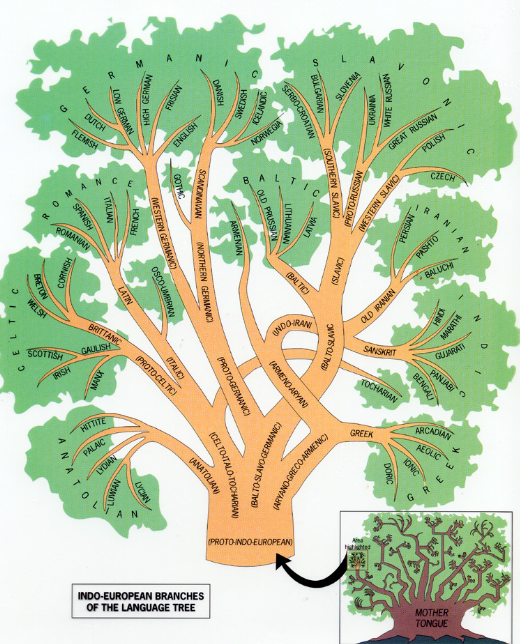 GERMANIC
FLEMISH
DUTCH
LOW GERMAN
HIGH GERMAN
FRISIAN
ENGLISH
DANISH
SWEDISH
ICELANDIC
NORWEGIA
GOTHIC
SCANDINAVIAN
(WESTERN GERMANIC)
(NORTHERN GERMANIC)
(PROTO-GERMANIC)
SLAVONIC
SERBO-CROATIAN
BULGARIAN
SLOVENIA
UKRAINIA
WHITE RUSSIAN
GREAT RUSSIAN
POLISH
CZECH
(SOUTHERN SLAVIC)
(PROTO-RUSSIAN)
(WESTERN SLAVIC)
(SLAVIC)
BALTIC
OLD PRUSSIAN
LITHUANIAN
LATVIA
(BALTIC)
(BALTO-SLAVIC
ARMENIAN
ROMANCE
ROMANIAN
SPANISH
ITALIAN
FRENCH
LATIN
OSCO-UMBRIAN
(ITALIC)
IRANIAN
PERSIAN
PASHTO
BALUCHI
OLD IRANIAN
(INDO-IRANI)
INDIC
HINDI
MARATHI
GUJARATI
PANJABI
BENGALI
SANSKRIT
TOCHARIAN
CELTIC
WELSH
BRETON
CORNISH
BRITTANIC
GAULISH
SCOTTISH
IRISH
MANX
(PROTO-CELTIC)
(ARMENO-ARYAN)
ANATOLIAN
HITTITE
PALAIC
LYDIAN
LUWIAN
LYCIAN
(ANATOLIAN)
GREEK
GREEK
ARCADIAN
AEOLIC
IONIC
DORIC
(CELTO-ITALO-TOCHARIAN)
(BALTO-SLAVO-GERMANIC)
(ARYANO-GRECO-ARMENIC)
(PROTO-INDO-EUROPEAN)
INDO-EUROPEAN BRANCHES
OF THE LANGUAGE TREE
Area
highlighted
MOTHER
TONGUE